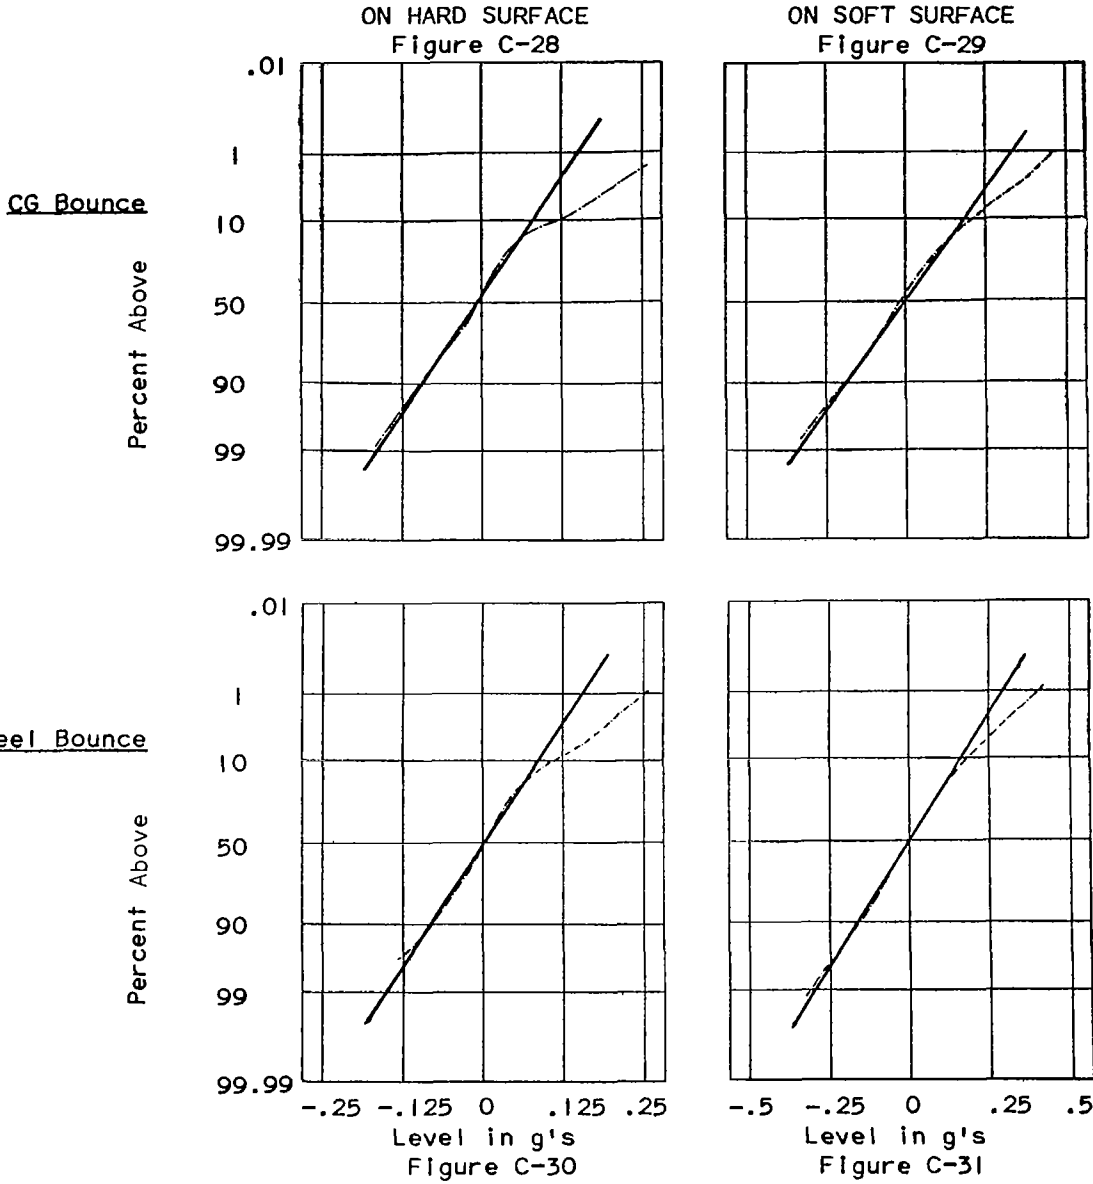 ON HARD SURFACE
Figure C-28
ON SOFT SURFACE
Figure C-29
CG Bounce
Percent Above
.01
1
10
50
90
99
99.99
eel Bounce
Percent Above
.01
1
10
50
90
99
99.99
-.25 -.125 0 .125 .25
Level in g's
Figure C-30
-.5 -.25 0 .25 .5
Level in g's
Figure C-31